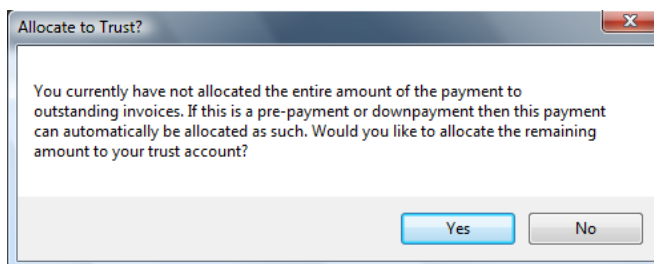 Allocate to Trust?
You currently have not allocated the entire amount of the payment to
outstanding invoices. If this is a pre-payment or downpayment then this payment
can automatically be allocated as such. Would you like to allocate the remaining
amount to your trust account?
Yes No